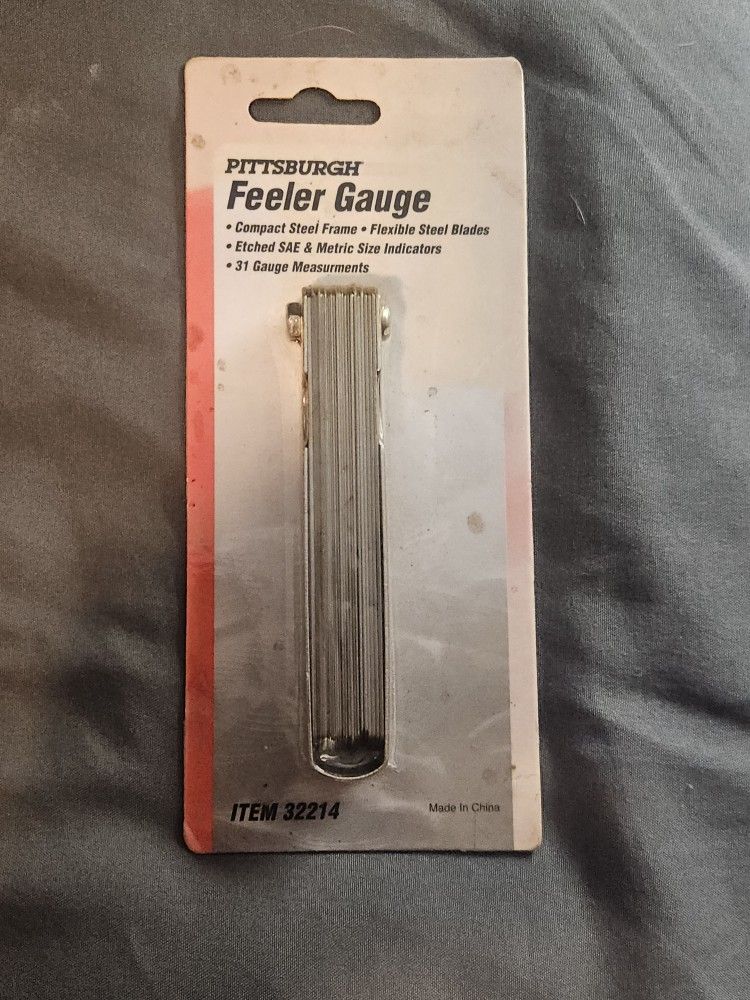 PITTSBURGH
Feeler Gauge
• Compact Steel Frame • Flexible Steel Blades
• Etched SAE & Metric Size Indicators
• 31 Gauge Measurments
ITEM 32214
Made In China